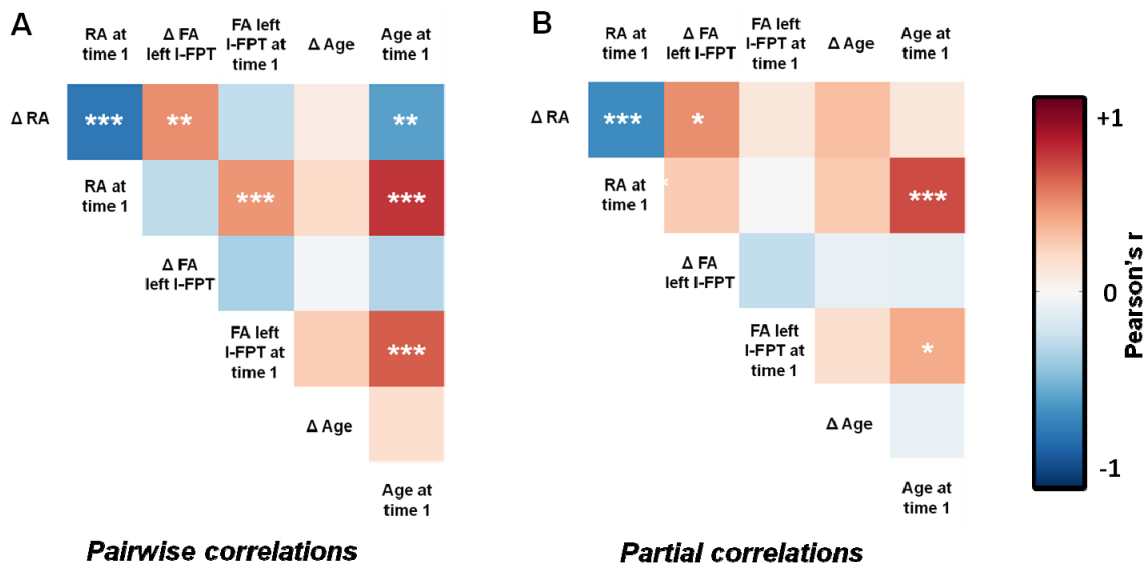 A
RA at
time 1
Δ FA
left l-FPT
FA left
l-FPT at
time 1
Δ Age
Age at
time 1
Δ RA
***
**
**
RA at
time 1
***
***
Δ FA
left l-FPT
FA left
l-FPT at
time 1
***
Δ Age
Age at
time 1
Pairwise correlations
B
RA at
time 1
Δ FA
left l-FPT
FA left
l-FPT at
time 1
Δ Age
Age at
time 1
Δ RA
***
*
RA at
time 1
*
***
Δ FA
left l-FPT
FA left
l-FPT at
time 1
*
Δ Age
Age at
time 1
Partial correlations
+1
0
-1
Pearson's r